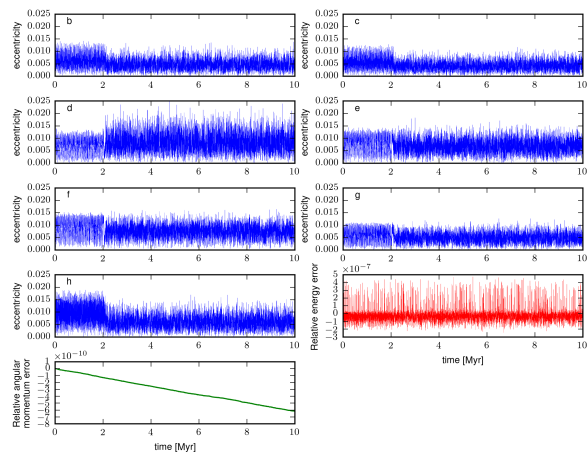 b
c
eccentricity
0.025
0.020
0.015
0.010
0.005
0.000
0 2 4 6 8 10
eccentricity
0.025
0.020
0.015
0.010
0.005
0.000
0 2 4 6 8 10
d
e
eccentricity
0.025
0.020
0.015
0.010
0.005
0.000
0 2 4 6 8 10
eccentricity
0.025
0.020
0.015
0.010
0.005
0.000
0 2 4 6 8 10
f
g
eccentricity
0.025
0.020
0.015
0.010
0.005
0.000
0 2 4 6 8 10
eccentricity
0.025
0.020
0.015
0.010
0.005
0.000
0 2 4 6 8 10
h
eccentricity
0.025
0.020
0.015
0.010
0.005
0.000
0 2 4 6 8 10
Relative energy error
×10⁻⁷
5
4
3
2
1
0
−1
−2
−3
0 2 4 6 8 10
time [Myr]
Relative angular
momentum error
×10⁻¹⁰
1
0
−1
−2
−3
−4
−5
−6
−7
−8
0 2 4 6 8 10
time [Myr]